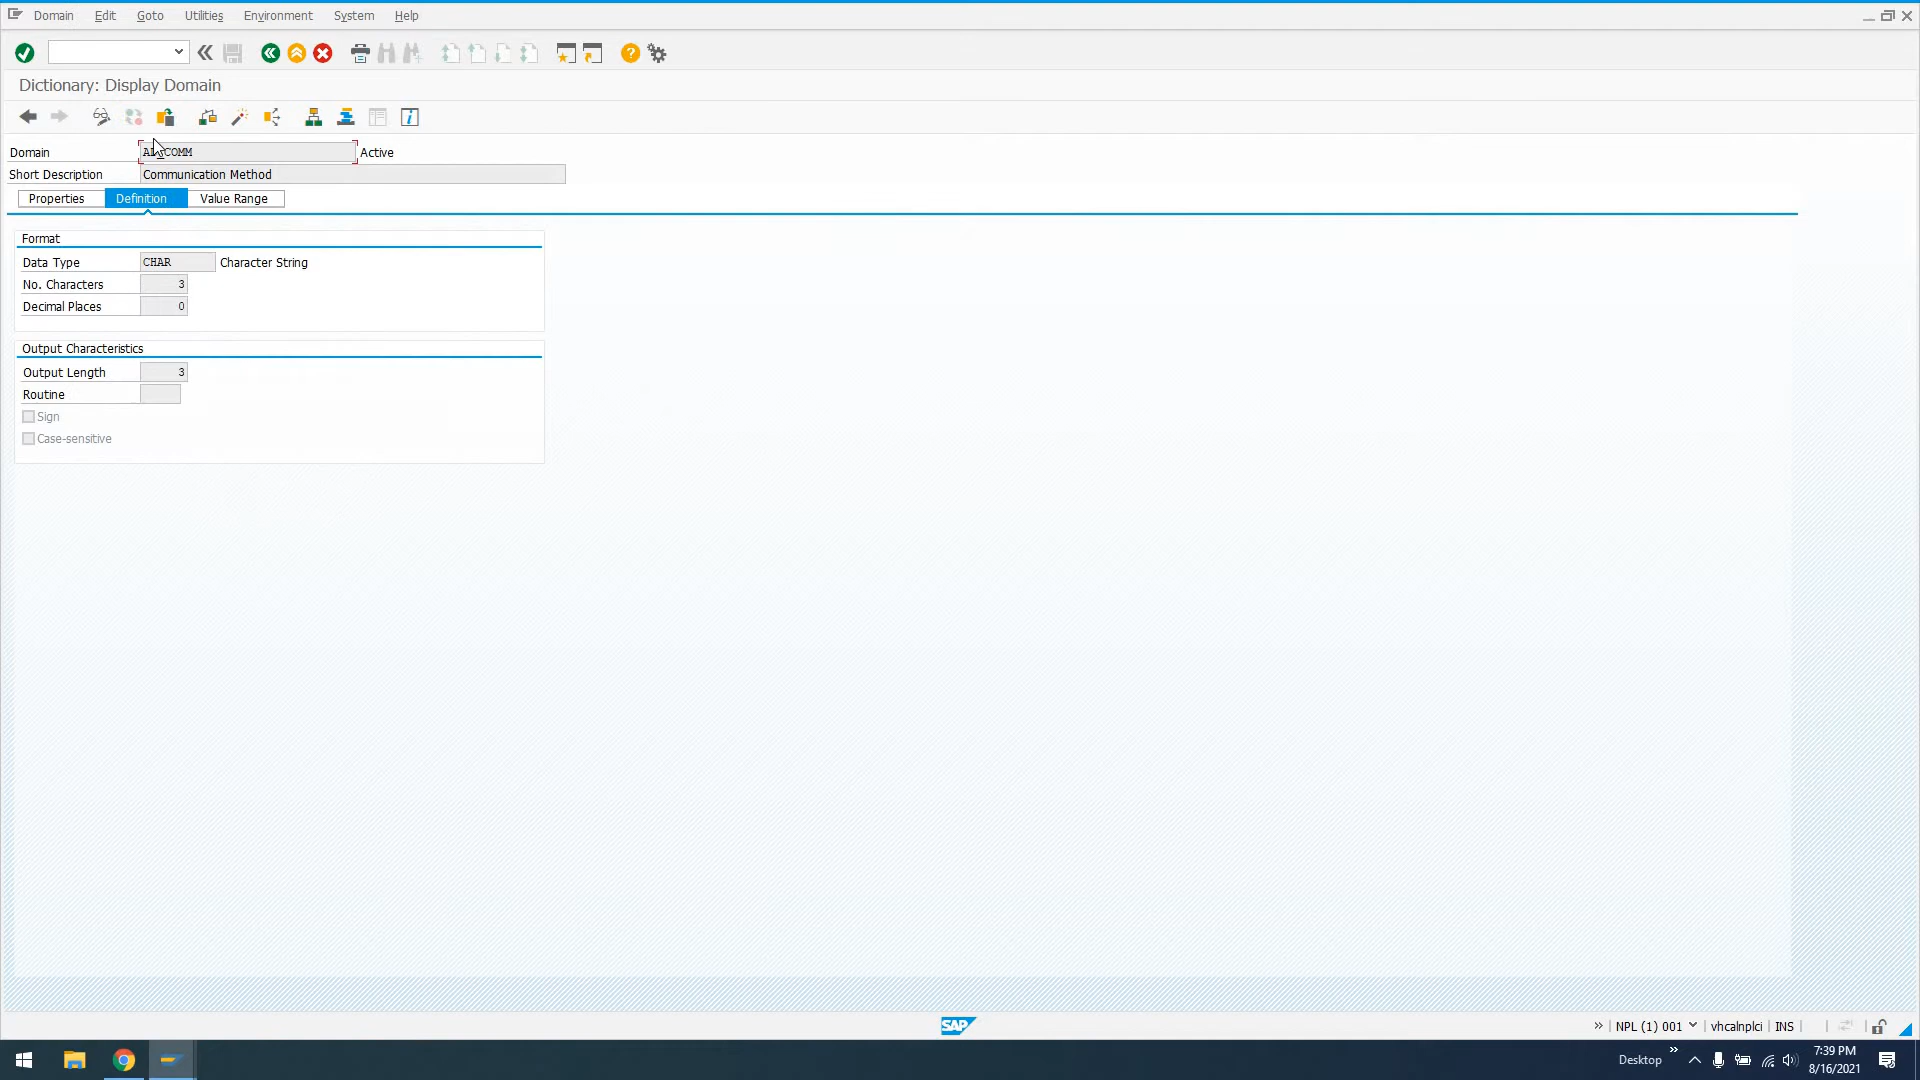 Domain Edit Goto Utilities Environment System Help
Dictionary: Display Domain
Domain Active
Short Description Communication Method
Properties Definition Value Range
Format
Data Type CHAR Character String
No. Characters 3
Decimal Places 0
Output Characteristics
Output Length 3
Routine
Sign
Case-sensitive
SAP
NPL (1) 001 vhcalnplci INS
Desktop
7:39 PM
8/16/2021